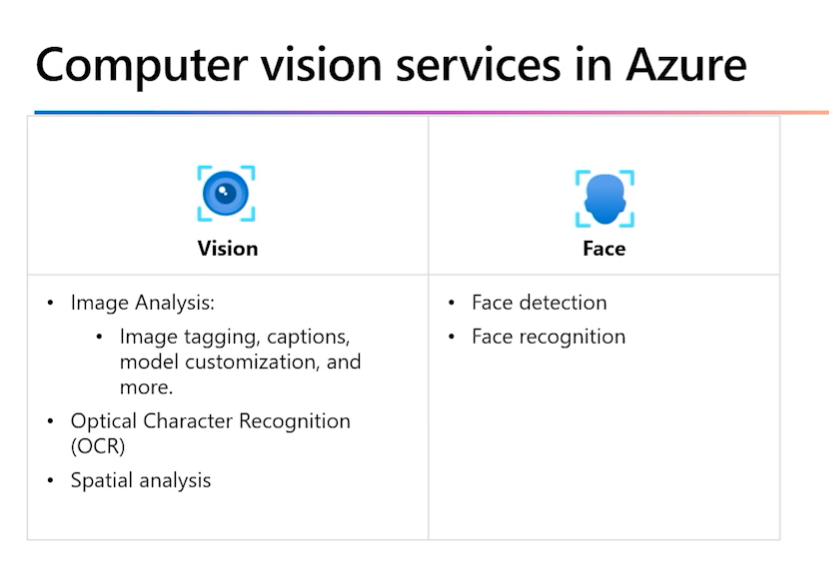 Computer vision services in Azure
Vision
Face
• Image Analysis:
• Image tagging, captions,
model customization, and
more.
• Optical Character Recognition
(OCR)
• Spatial analysis
• Face detection
• Face recognition